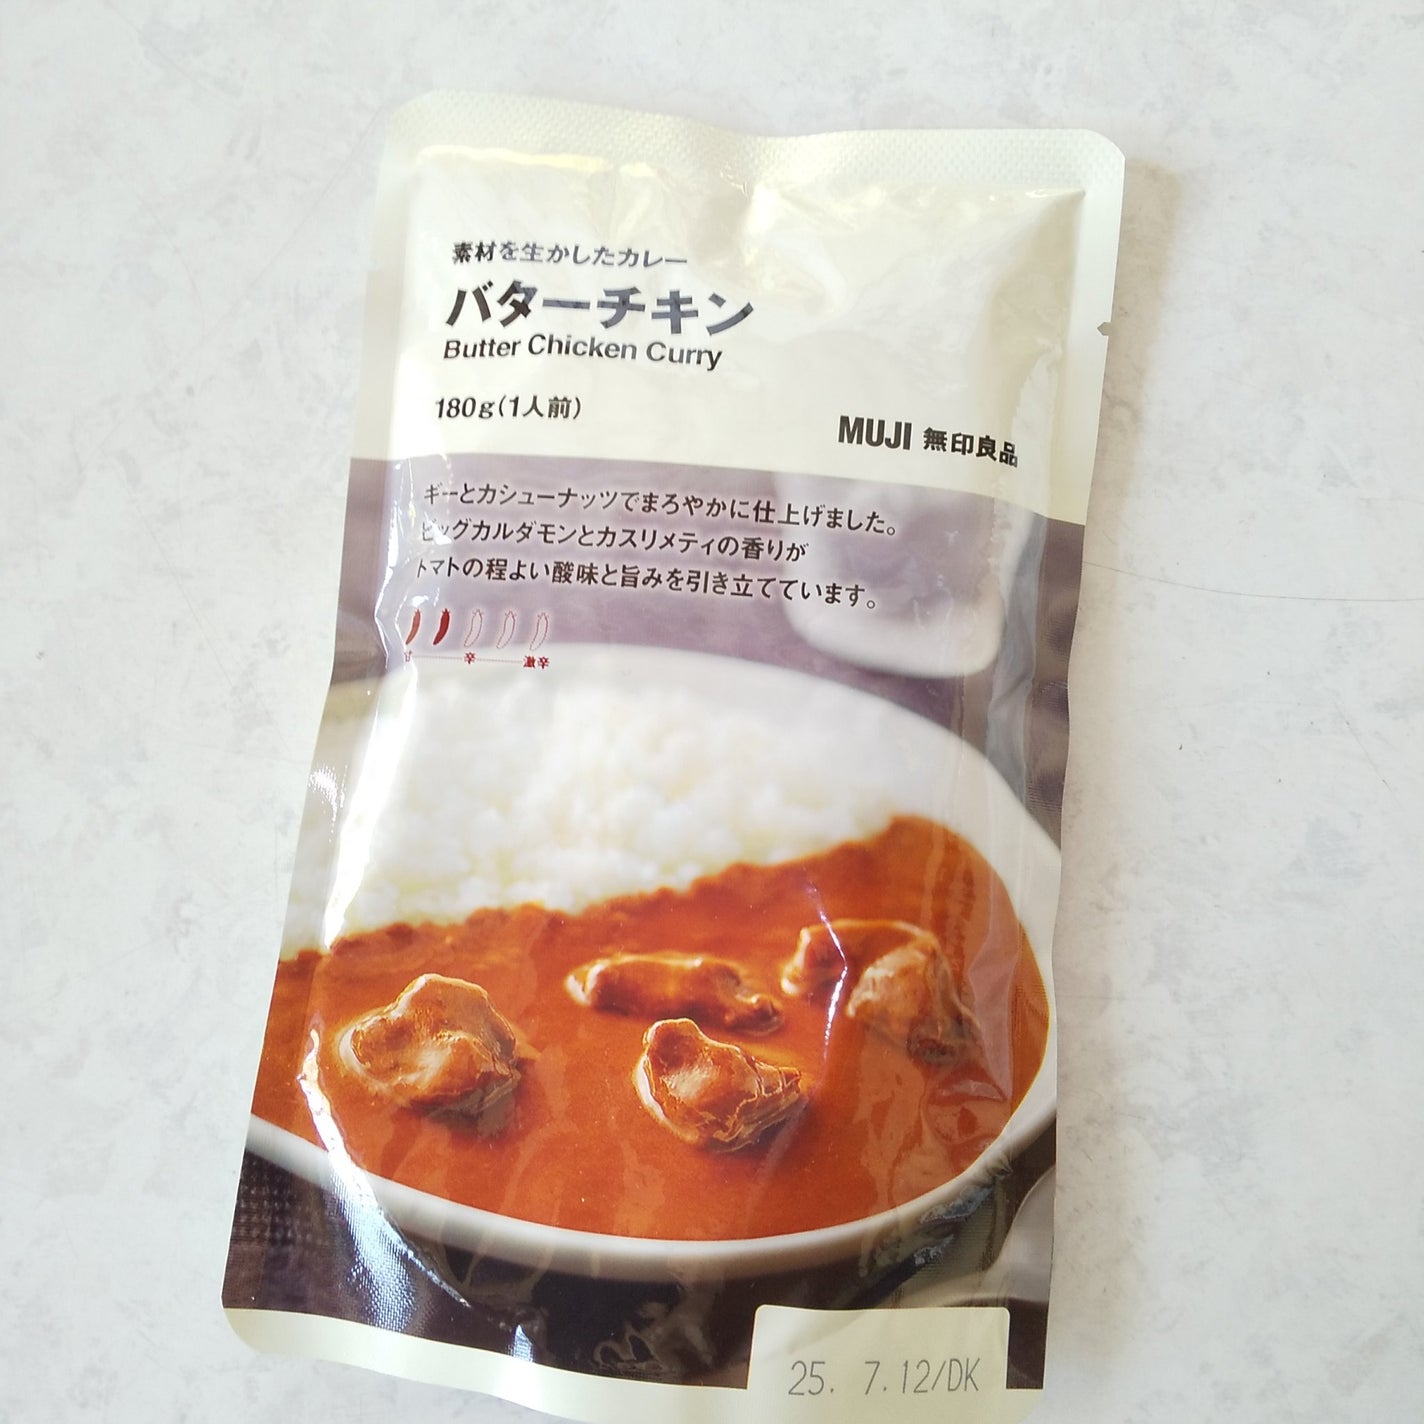 素材を生かしたカレー
バターチキン
Butter Chicken Curry
180g(1人前)
MUJI 無印良品
ギーとカシューナッツでまろやかに仕上げました。
ビッグカルダモンとカスリメティの香りが
トマトの程よい酸味と旨みを引き立てています。
辛 激辛
25. 7.12/DK